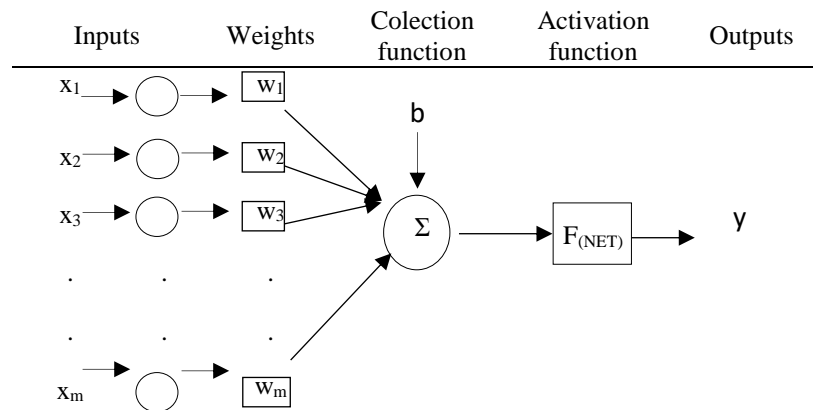 Inputs Weights Colection function Activation function Outputs
x1 w1
b
x2 w2
x3 w3
Σ F(NET) y
. . .
. . .
xm wm